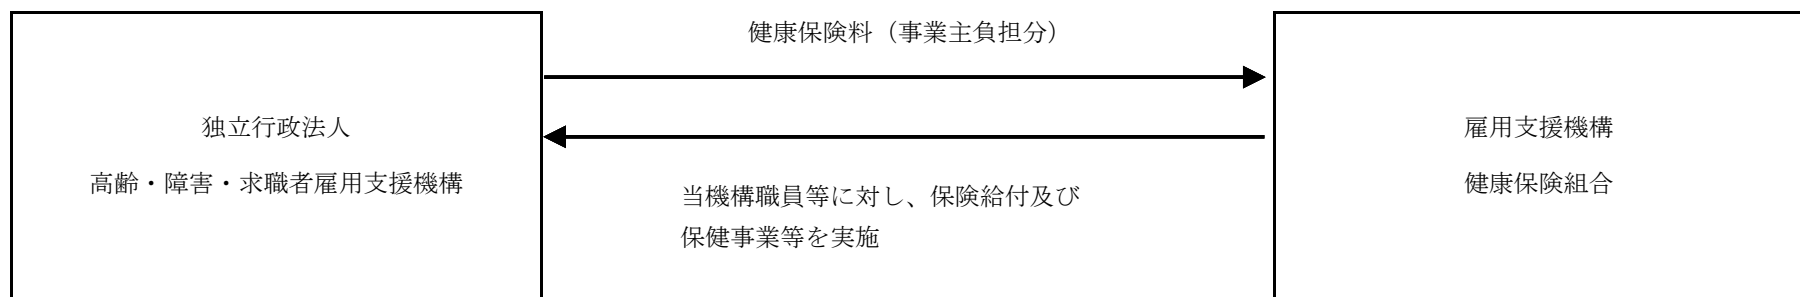 健康保険料（事業主負担分）
独立行政法人
高齢・障害・求職者雇用支援機構
当機構職員等に対し、保険給付及び
保健事業等を実施
雇用支援機構
健康保険組合